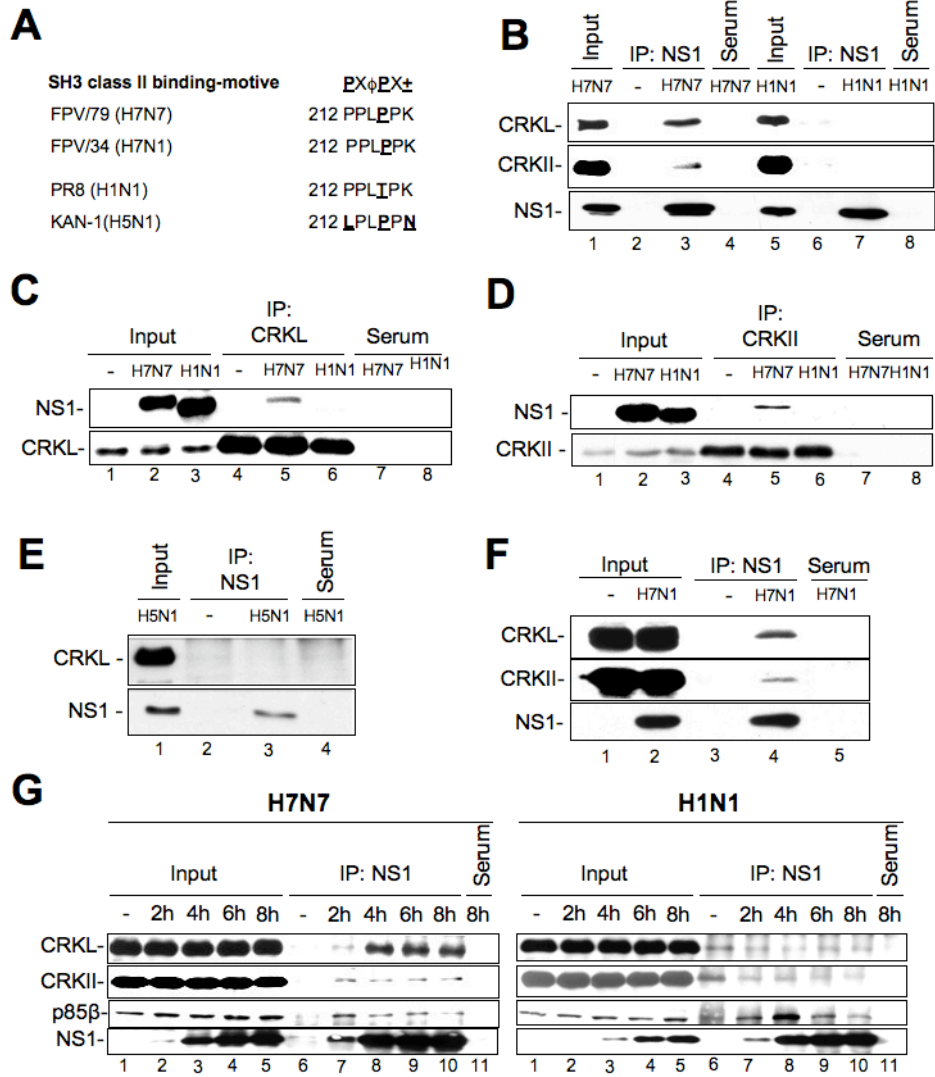 A
SH3 class II binding-motive PXϕPX±
FPV/79 (H7N7) 212 PPLPPK
FPV/34 (H7N1) 212 PPLPPK
PR8 (H1N1) 212 PPLTPK
KAN-1(H5N1) 212 LPLPPN
B
Input IP: NS1 Serum Input IP: NS1 Serum
H7N7 - H7N7 H7N7 H1N1 - H1N1 H1N1
CRKL-
CRKII-
NS1-
1 2 3 4 5 6 7 8
C
Input IP: CRKL Serum
- H7N7 H1N1 - H7N7 H1N1 H7N7 H1N1
NS1-
CRKL-
1 2 3 4 5 6 7 8
D
Input IP: CRKII Serum
- H7N7 H1N1 - H7N7 H1N1 H7N7H1N1
NS1-
CRKII -
1 2 3 4 5 6 7 8
E
Input IP: NS1 Serum
H5N1 - H5N1 H5N1
CRKL -
NS1 -
1 2 3 4
F
Input IP: NS1 Serum
- H7N1 - H7N1 H7N1
CRKL-
CRKII-
NS1-
1 2 3 4 5
G
H7N7
Input IP: NS1 Serum
- 2h 4h 6h 8h - 2h 4h 6h 8h 8h
CRKL-
CRKII-
p85β-
NS1-
1 2 3 4 5 6 7 8 9 10 11
H1N1
Input IP: NS1 Serum
- 2h 4h 6h 8h - 2h 4h 6h 8h 8h
1 2 3 4 5 6 7 8 9 10 11